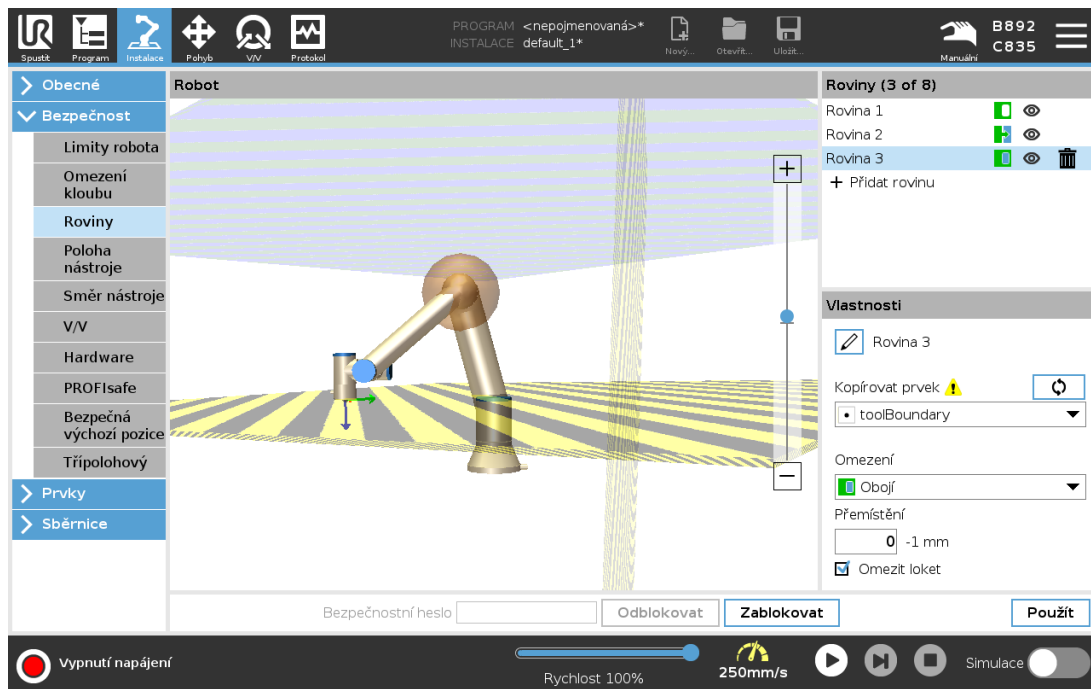 UR
Spustit
Program
Instalace
Pohyb
V/V
Protokol
PROGRAM <nepojmenovaná>*
INSTALACE default_1*
Nový...
Otevřít...
Uložit...
Manuální
B892
C835
Obecné
Bezpečnost
Limity robota
Omezení
kloubu
Roviny
Poloha
nástroje
Směr nástroje
V/V
Hardware
PROFIsafe
Bezpečná
výchozí pozice
Třípolohový
Prvky
Sběrnice
Robot
Roviny (3 of 8)
Rovina 1
Rovina 2
Rovina 3
+ Přidat rovinu
Vlastnosti
Rovina 3
Kopírovat prvek
toolBoundary
Omezení
Obojí
Přemístění
0 -1 mm
Omezit loket
Bezpečnostní heslo
Odblokovat
Zablokovat
Použít
Vypnutí napájení
Rychlost 100%
250mm/s
Simulace